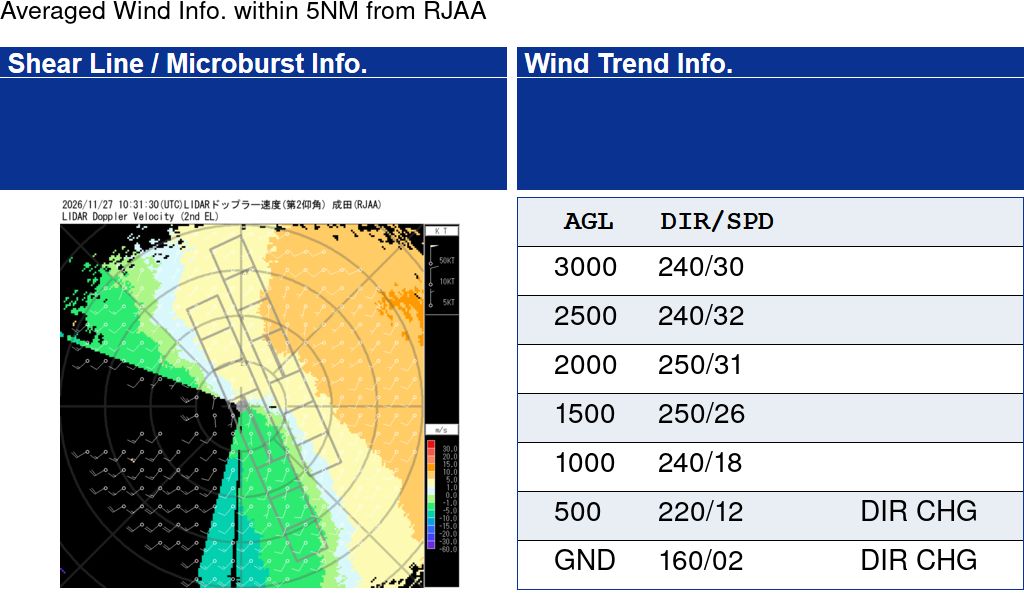 Averaged Wind Info. within 5NM from RJAA
Shear Line / Microburst Info.
Wind Trend Info.
2026/11/27 10:31:30(UTC)LIDARドップラー速度(第2仰角) 成田(RJAA)
LIDAR Doppler Velocity (2nd EL)
KT
50KT
10KT
5KT
m/s
30.0
20.0
15.0
10.0
5.0
1.0
0.0
-1.0
-5.0
-10.0
-15.0
-20.0
-30.0
-60.0
AGL DIR/SPD
3000 240/30
2500 240/32
2000 250/31
1500 250/26
1000 240/18
500 220/12 DIR CHG
GND 160/02 DIR CHG